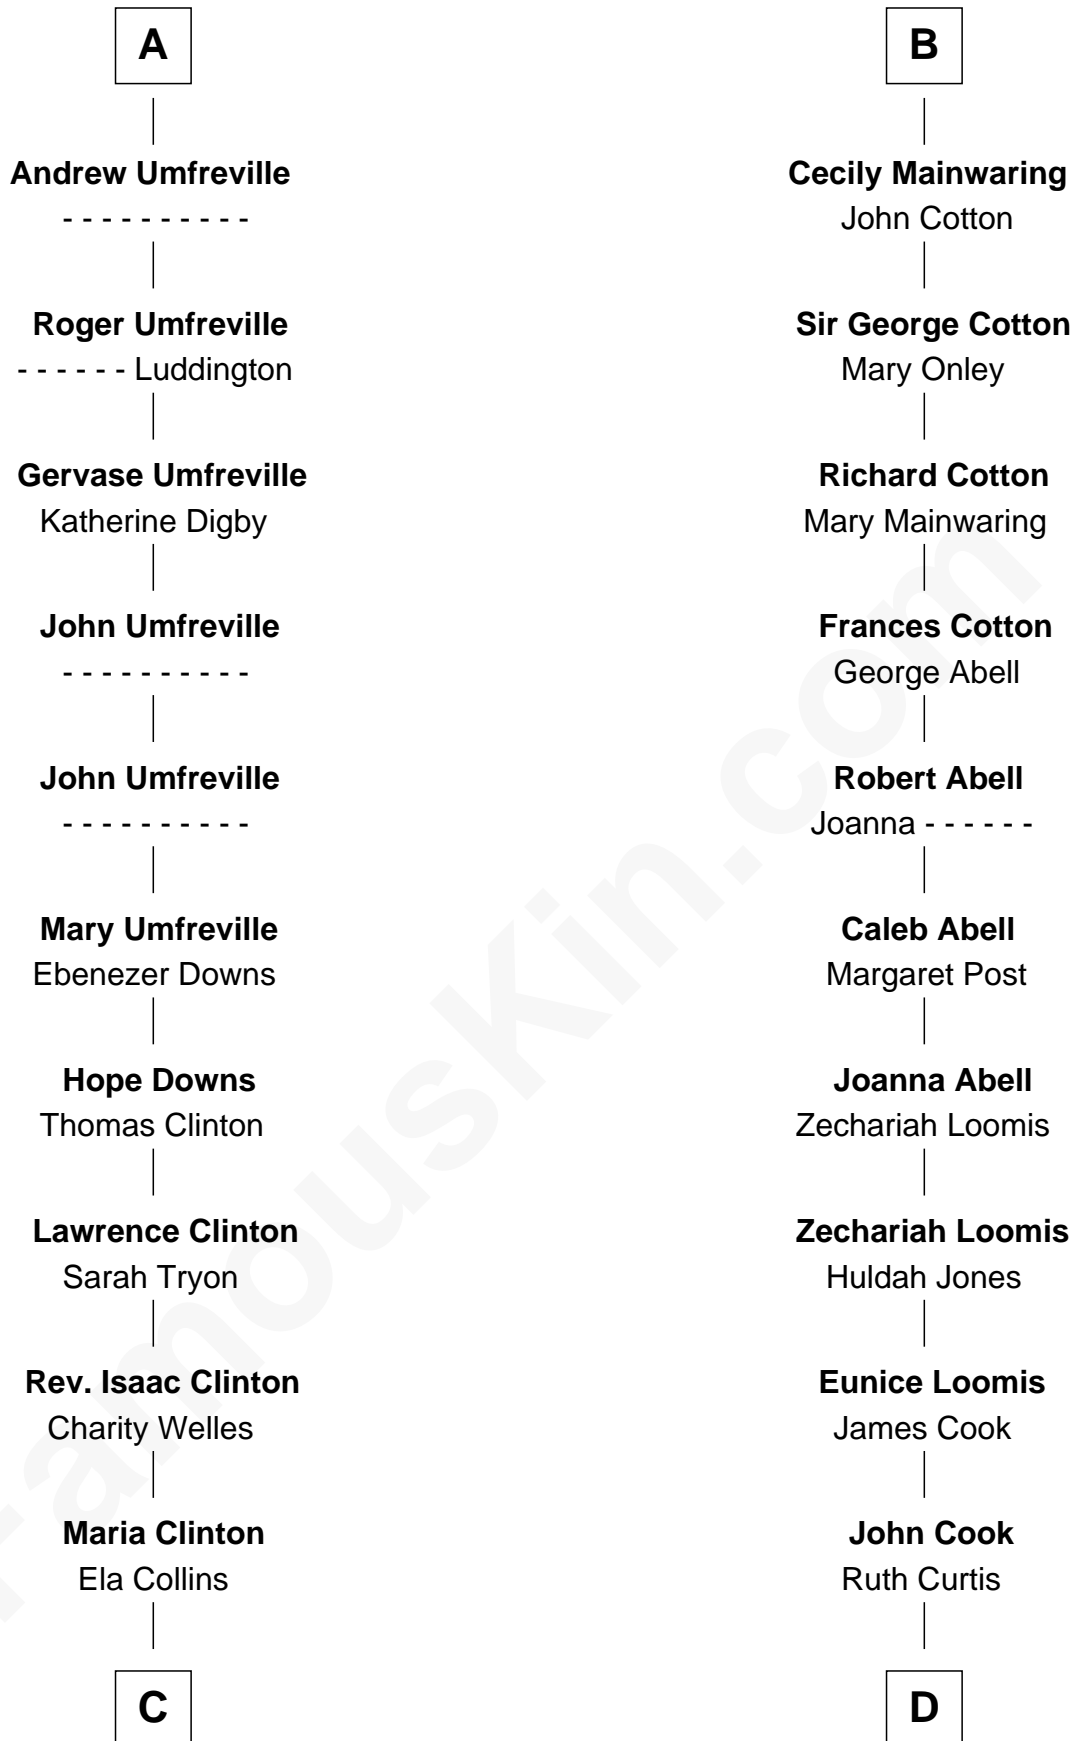 A
Andrew Umfreville
- - - - - - - - - -
Roger Umfreville
- - - - - - Luddington
Gervase Umfreville
Katherine Digby
John Umfreville
- - - - - - - - - -
John Umfreville
- - - - - - - - - -
Mary Umfreville
Ebenezer Downs
Hope Downs
Thomas Clinton
Lawrence Clinton
Sarah Tryon
Rev. Isaac Clinton
Charity Welles
Maria Clinton
Ela Collins
C
B
Cecily Mainwaring
John Cotton
Sir George Cotton
Mary Onley
Richard Cotton
Mary Mainwaring
Frances Cotton
George Abell
Robert Abell
Joanna - - - - - -
Caleb Abell
Margaret Post
Joanna Abell
Zechariah Loomis
Zechariah Loomis
Huldah Jones
Eunice Loomis
James Cook
John Cook
Ruth Curtis
D
FamousKin.com